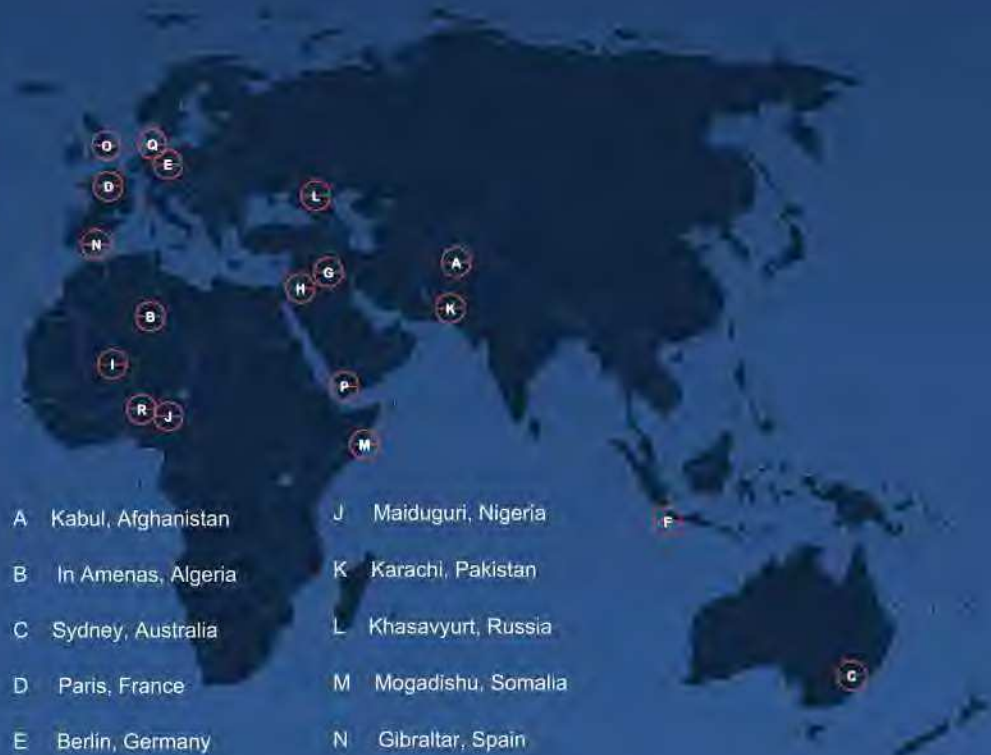 O
Q
E
D
L
N
G
A
H
B
K
I
P
R
J
M
F
C
A Kabul, Afghanistan
B In Amenas, Algeria
C Sydney, Australia
D Paris, France
E Berlin, Germany
J Maiduguri, Nigeria
K Karachi, Pakistan
L Khasavyurt, Russia
M Mogadishu, Somalia
N Gibraltar, Spain